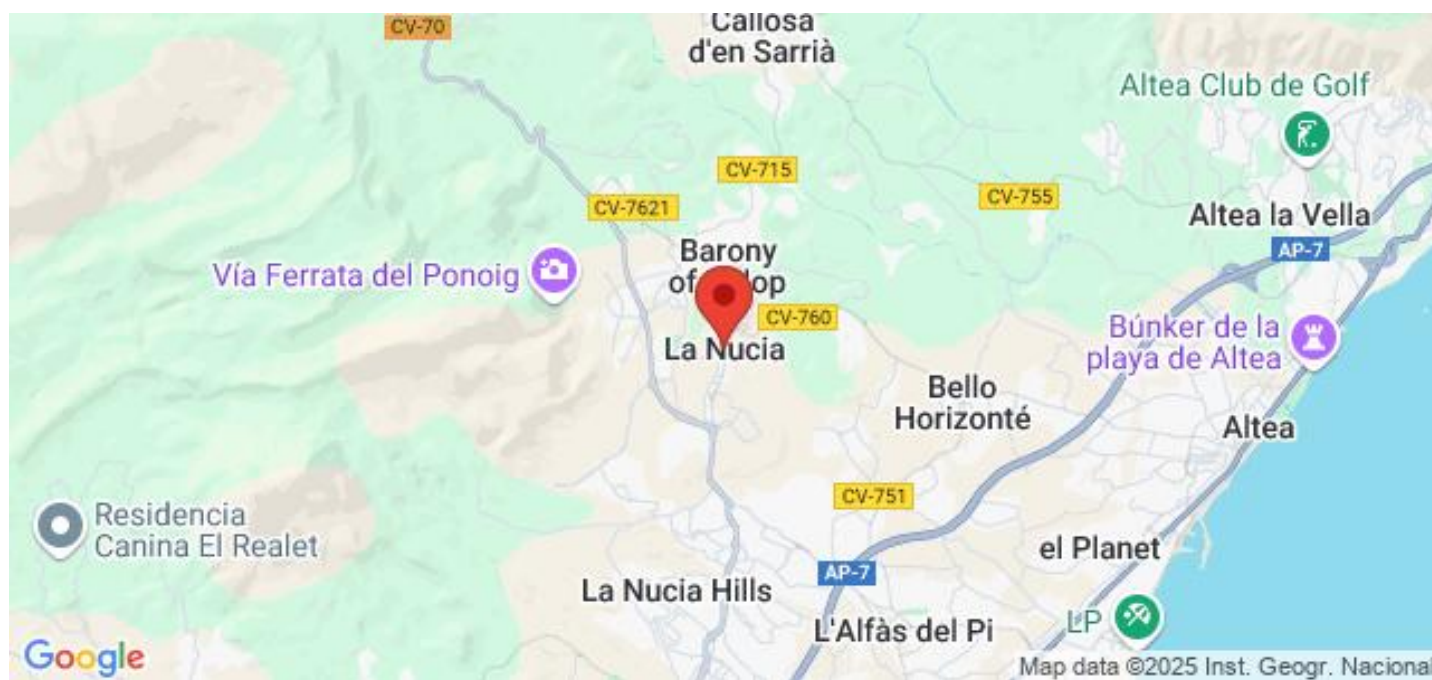 CV-70
Callosa
d'en Sarrià
Altea Club de Golf
CV-715
CV-755
CV-7621
Altea la Vella
Barony
of
AP-7
Vía Ferrata del Ponoig
CV-760
La Nucia
Búnker de la
playa de Altea
Bello
Horizonté
Altea
CV-751
Residencia
Canina El Realet
el Planet
AP-7
La Nucia Hills
LP
L'Alfàs del Pi
Google
Map data ©2025 Inst. Geogr. Nacional